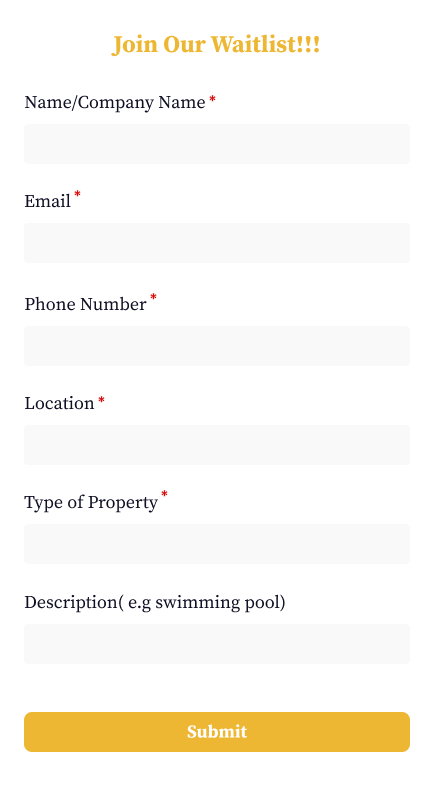 Join Our Waitlist!!!
Name/Company Name *
Email *
Phone Number *
Location *
Type of Property *
Description( e.g swimming pool)
Submit